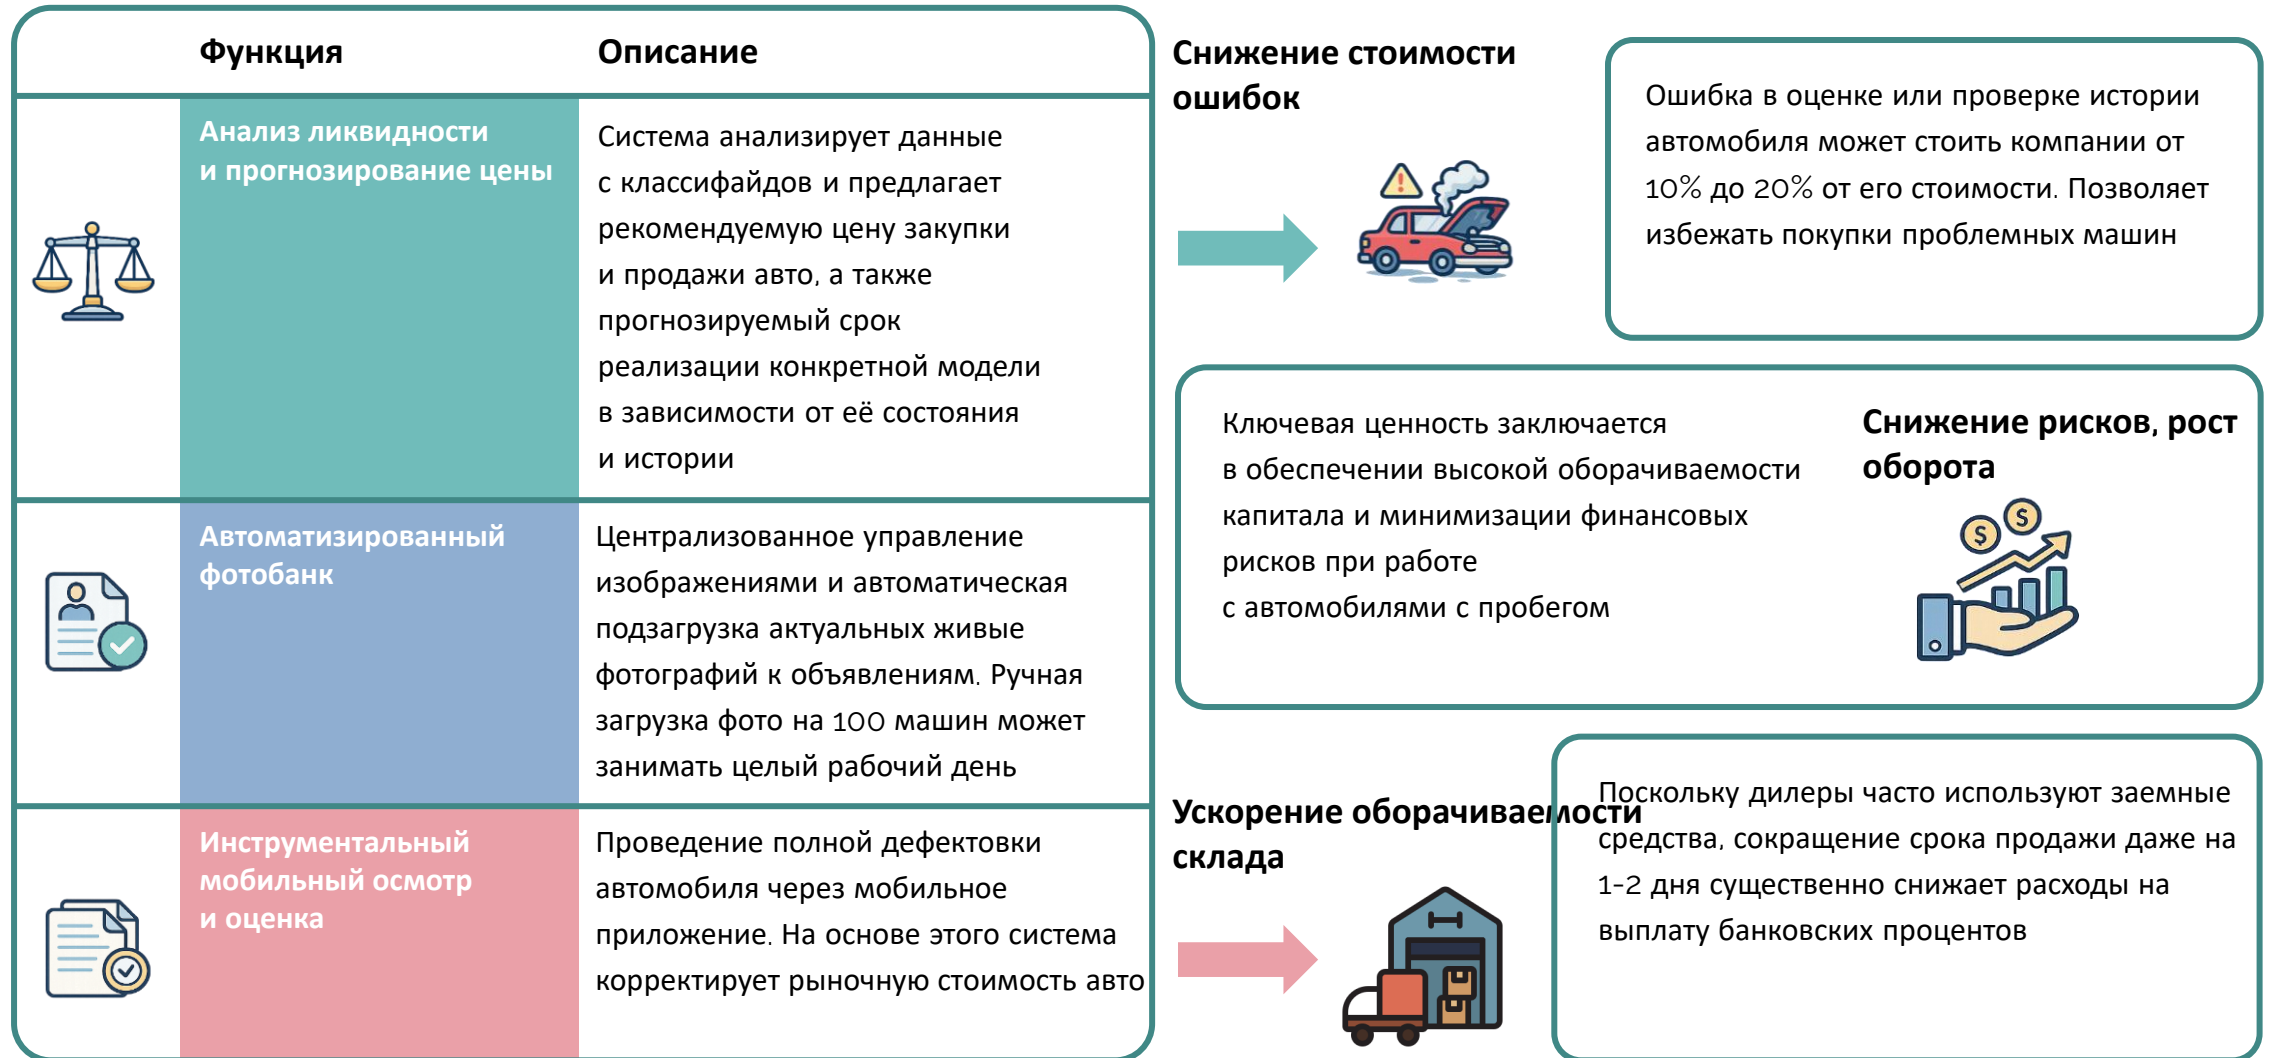 Функция
Описание
Анализ ликвидности
и прогнозирование цены
Система анализирует данные
с классифайдов и предлагает
рекомендуемую цену закупки
и продажи авто, а также
прогнозируемый срок
реализации конкретной модели
в зависимости от её состояния
и истории
Автоматизированный
фотобанк
Централизованное управление
изображениями и автоматическая
подзагрузка актуальных живые
фотографий к объявлениям. Ручная
загрузка фото на 100 машин может
занимать целый рабочий день
Инструментальный
мобильный осмотр
и оценка
Проведение полной дефектовки
автомобиля через мобильное
приложение. На основе этого система
корректирует рыночную стоимость авто
Снижение стоимости
ошибок
Ошибка в оценке или проверке истории
автомобиля может стоить компании от
10% до 20% от его стоимости. Позволяет
избежать покупки проблемных машин
Ключевая ценность заключается
в обеспечении высокой оборачиваемости
капитала и минимизации финансовых
рисков при работе
с автомобилями с пробегом
Снижение рисков, рост
оборота
$
$
Ускорение оборачиваемости
склада
Поскольку дилеры часто используют заемные
средства, сокращение срока продажи даже на
1-2 дня существенно снижает расходы на
выплату банковских процентов